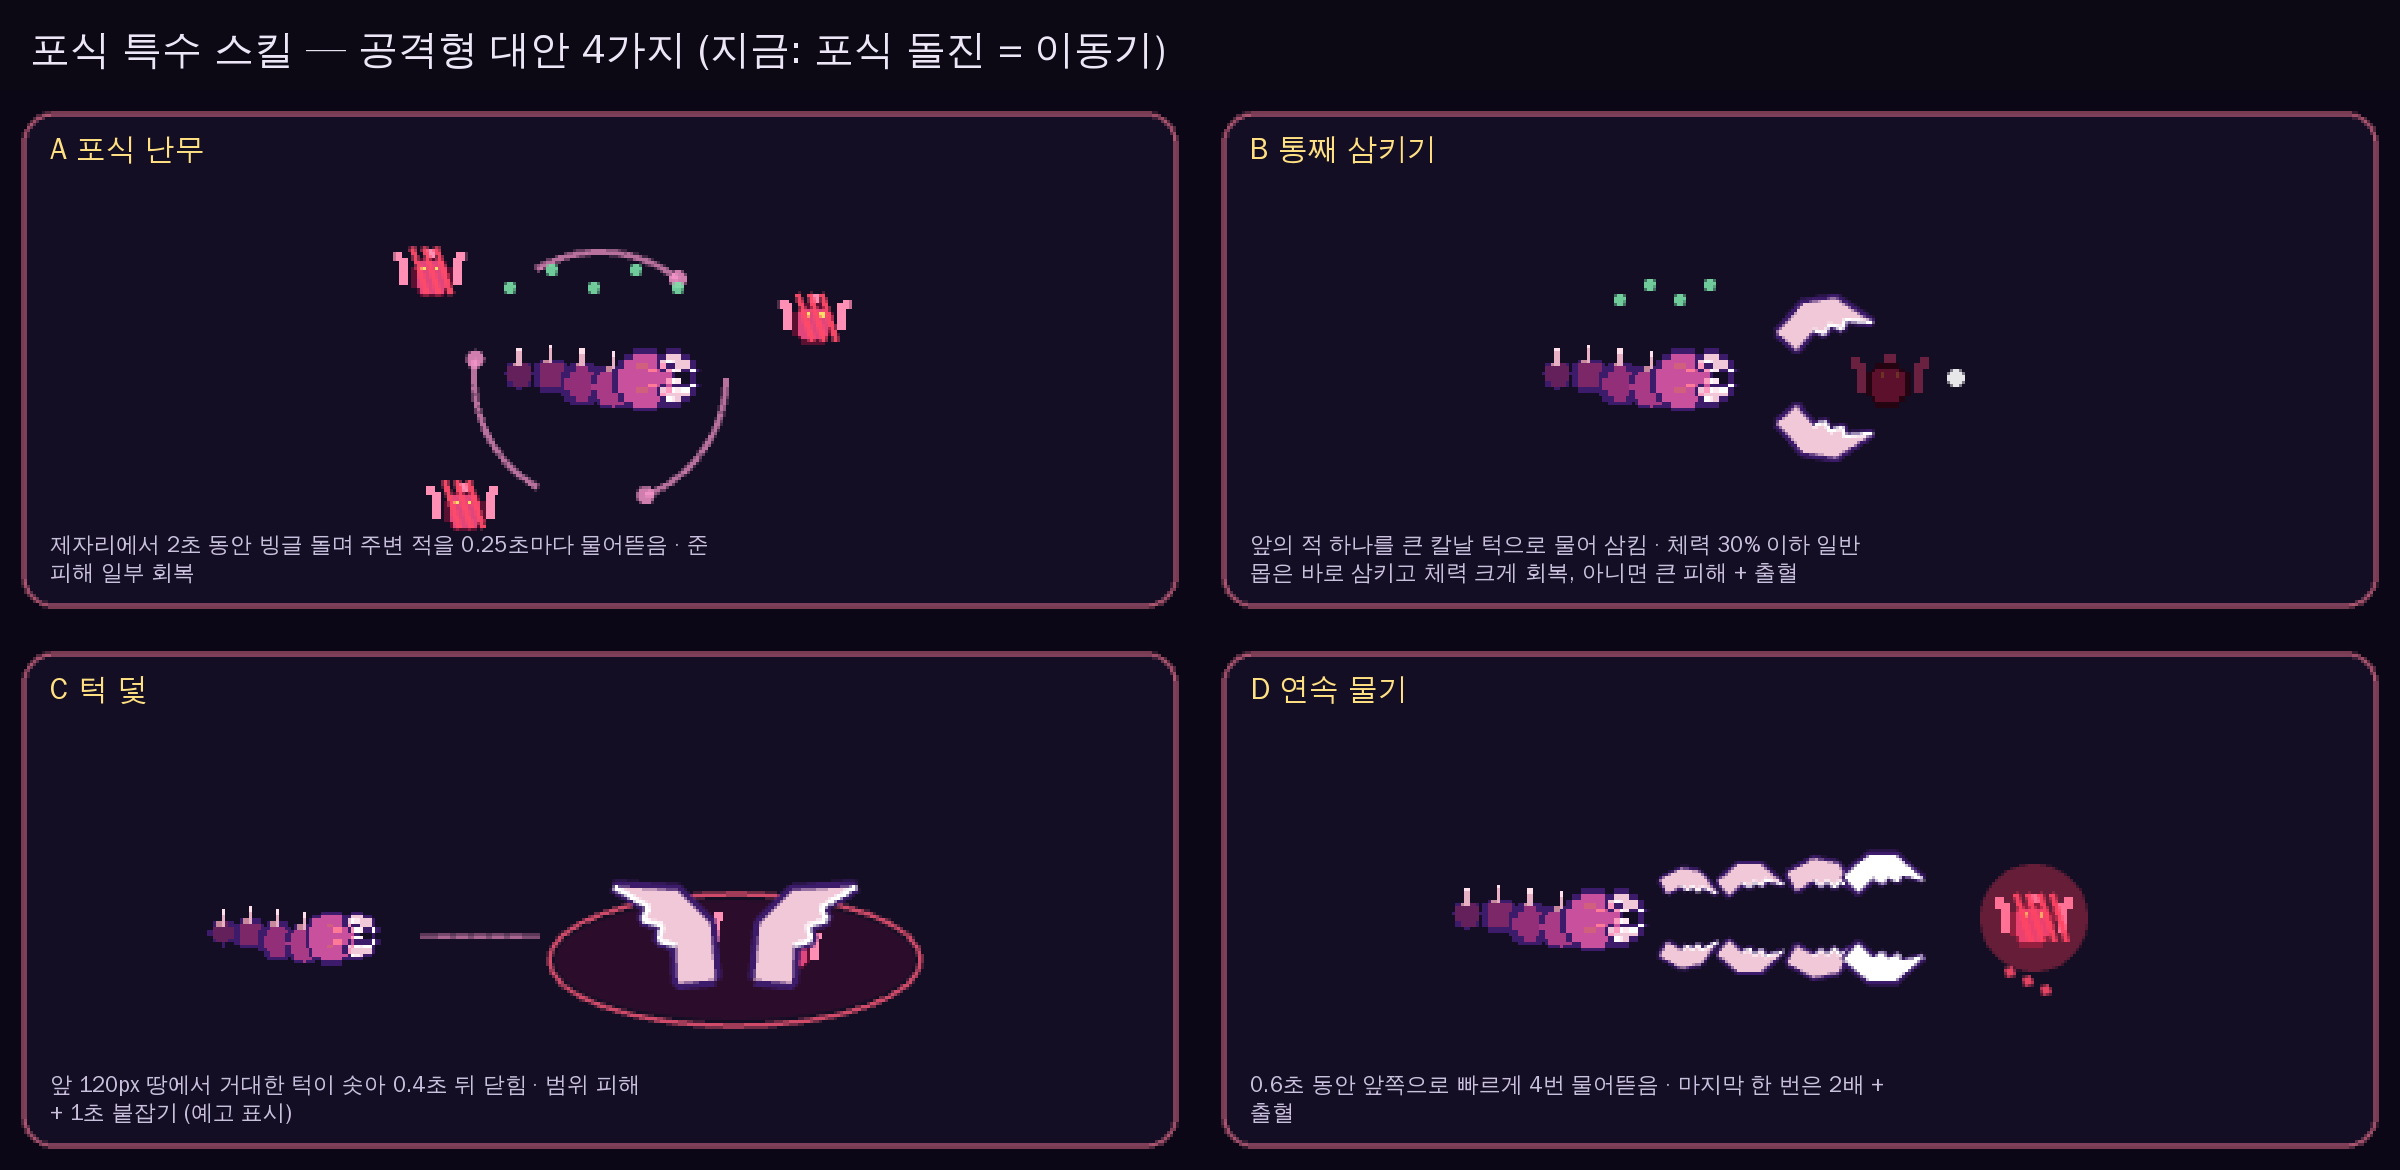 포식 특수 스킬 — 공격형 대안 4가지 (지금: 포식 돌진 = 이동기)
A 포식 난무
제자리에서 2초 동안 빙글 돌며 주변 적을 0.25초마다 물어뜯음 · 준
피해 일부 회복
B 통째 삼키기
앞의 적 하나를 큰 칼날 턱으로 물어 삼킴 · 체력 30% 이하 일반
몹은 바로 삼키고 체력 크게 회복, 아니면 큰 피해 + 출혈
C 턱 덫
앞 120px 땅에서 거대한 턱이 솟아 0.4초 뒤 닫힘 · 범위 피해
+ 1초 붙잡기 (예고 표시)
D 연속 물기
0.6초 동안 앞쪽으로 빠르게 4번 물어뜯음 · 마지막 한 번은 2배 +
출혈